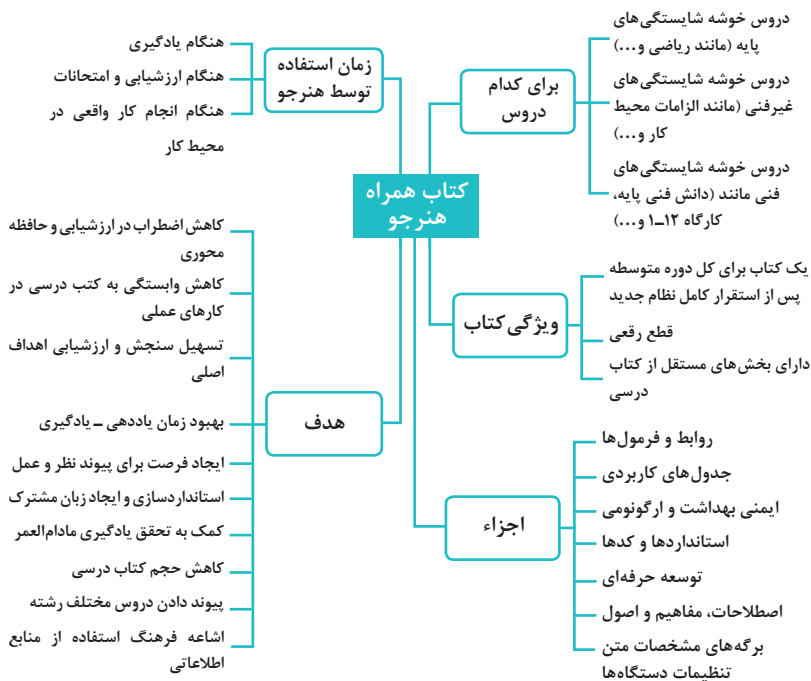 کتاب همراه
هنرجو
برای کدام
دروس
دروس خوشه شایستگی‌های
پایه (مانند ریاضی و...)
دروس خوشه شایستگی‌های
غیرفنی (مانند الزامات محیط
کار و...)
دروس خوشه شایستگی‌های
فنی مانند (دانش فنی پایه،
کارگاه ۱۲ـ۱ و...)
ویژگی کتاب
یک کتاب برای کل دوره متوسطه
پس از استقرار کامل نظام جدید
قطع رقعی
دارای بخش‌های مستقل از کتاب
درسی
اجزاء
روابط و فرمول‌ها
جدول‌های کاربردی
ایمنی بهداشت و ارگونومی
استانداردها و کدها
توسعه حرفه‌ای
اصطلاحات، مفاهیم و اصول
برگه‌های مشخصات متن
تنظیمات دستگاه‌ها
زمان استفاده
توسط هنرجو
هنگام یادگیری
هنگام ارزشیابی و امتحانات
هنگام انجام کار واقعی در
محیط کار
هدف
کاهش اضطراب در ارزشیابی و حافظه
محوری
کاهش وابستگی به کتب درسی در
کارهای عملی
تسهیل سنجش و ارزشیابی اهداف
اصلی
بهبود زمان یاددهی ـ یادگیری
ایجاد فرصت برای پیوند نظر و عمل
استانداردسازی و ایجاد زبان مشترک
کمک به تحقق یادگیری مادام‌العمر
کاهش حجم کتاب درسی
پیوند دادن دروس مختلف رشته
اشاعه فرهنگ استفاده از منابع
اطلاعاتی